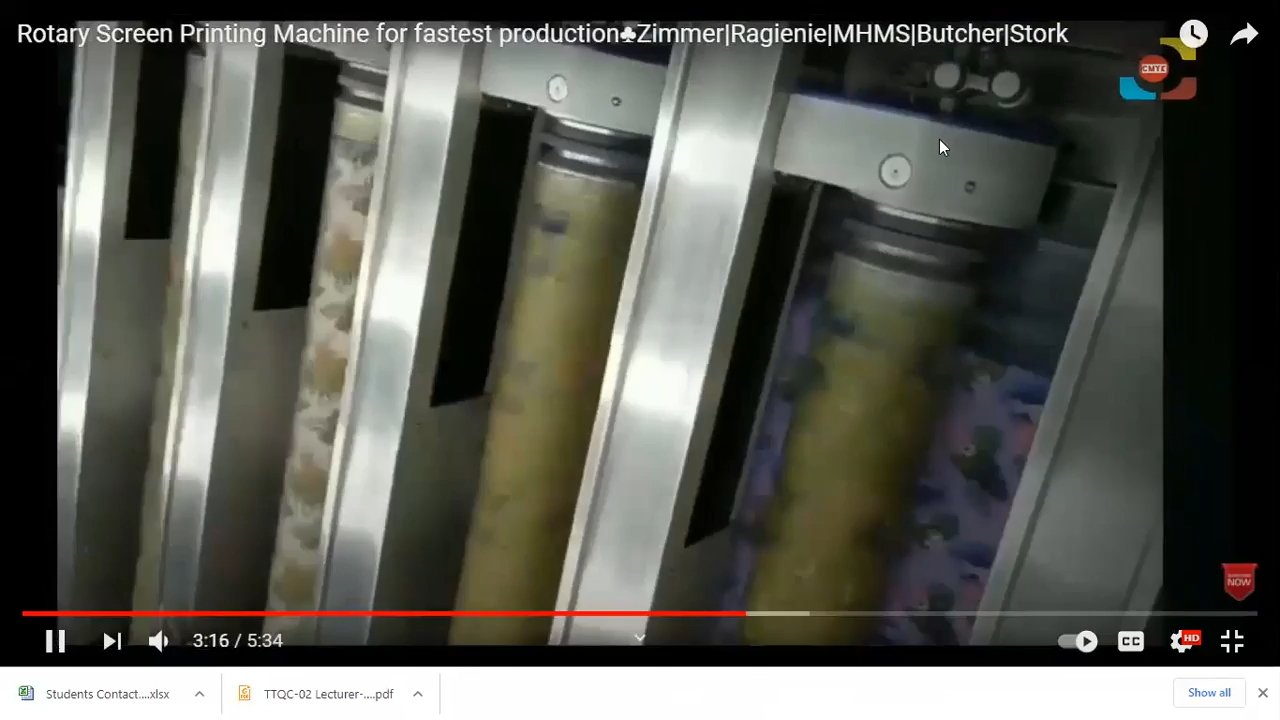 Rotary Screen Printing Machine for fastest production♣Zimmer|Ragienie|MHMS|Butcher|Stork
CMYK
NOW
3:16 / 5:34
CC
HD
Students Contact....xlsx
TTQC-02 Lecturer-....pdf
Show all